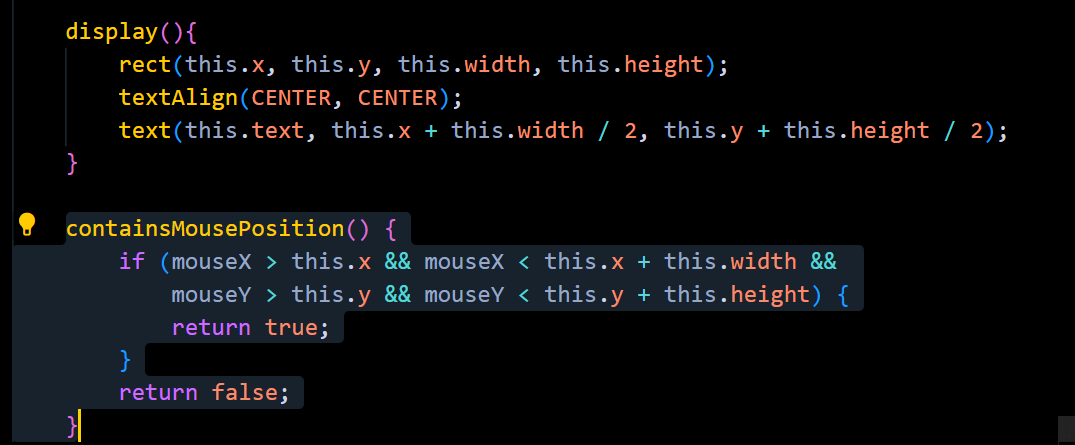 display(){
rect(this.x, this.y, this.width, this.height);
textAlign(CENTER, CENTER);
text(this.text, this.x + this.width / 2, this.y + this.height / 2);
}
containsMousePosition() {
if (mouseX > this.x && mouseX < this.x + this.width &&
mouseY > this.y && mouseY < this.y + this.height) {
return true;
}
return false;
}